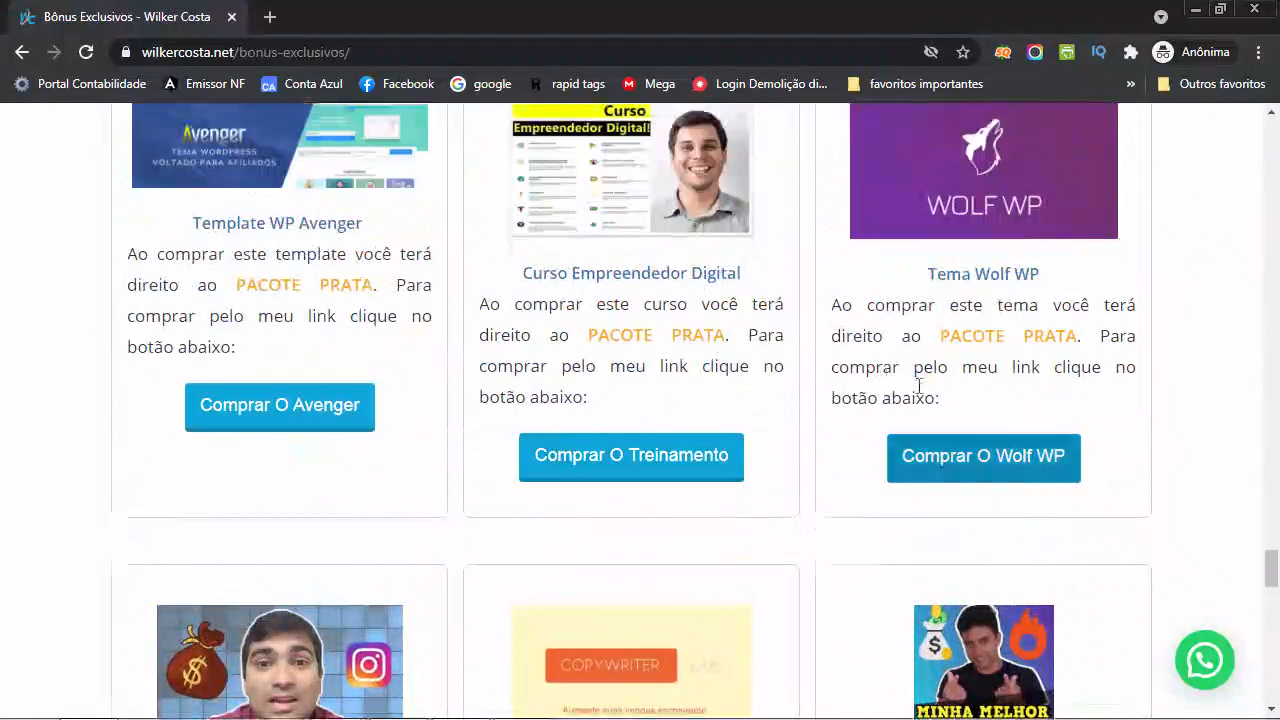 Bônus Exclusivos - Wilker Costa
wilkercosta.net/bonus-exclusivos/
Anônima
Portal Contabilidade
Emissor NF
Conta Azul
Facebook
google
rapid tags
Mega
Login Demolição di...
favoritos importantes
»
Outros favoritos
Avenger
TEMA WORDPRESS
VOLTADO PARA AFILIADOS
Template WP Avenger
Ao comprar este template você terá
direito ao PACOTE PRATA. Para
comprar pelo meu link clique no
botão abaixo:
Comprar O Avenger
Curso
Empreendedor Digital!
Curso Empreendedor Digital
Ao comprar este curso você terá
direito ao PACOTE PRATA. Para
comprar pelo meu link clique no
botão abaixo:
Comprar O Treinamento
WOLF WP
Tema Wolf WP
Ao comprar este tema você terá
direito ao PACOTE PRATA. Para
comprar pelo meu link clique no
botão abaixo:
Comprar O Wolf WP
COPYWRITER
MINHA MELHOR